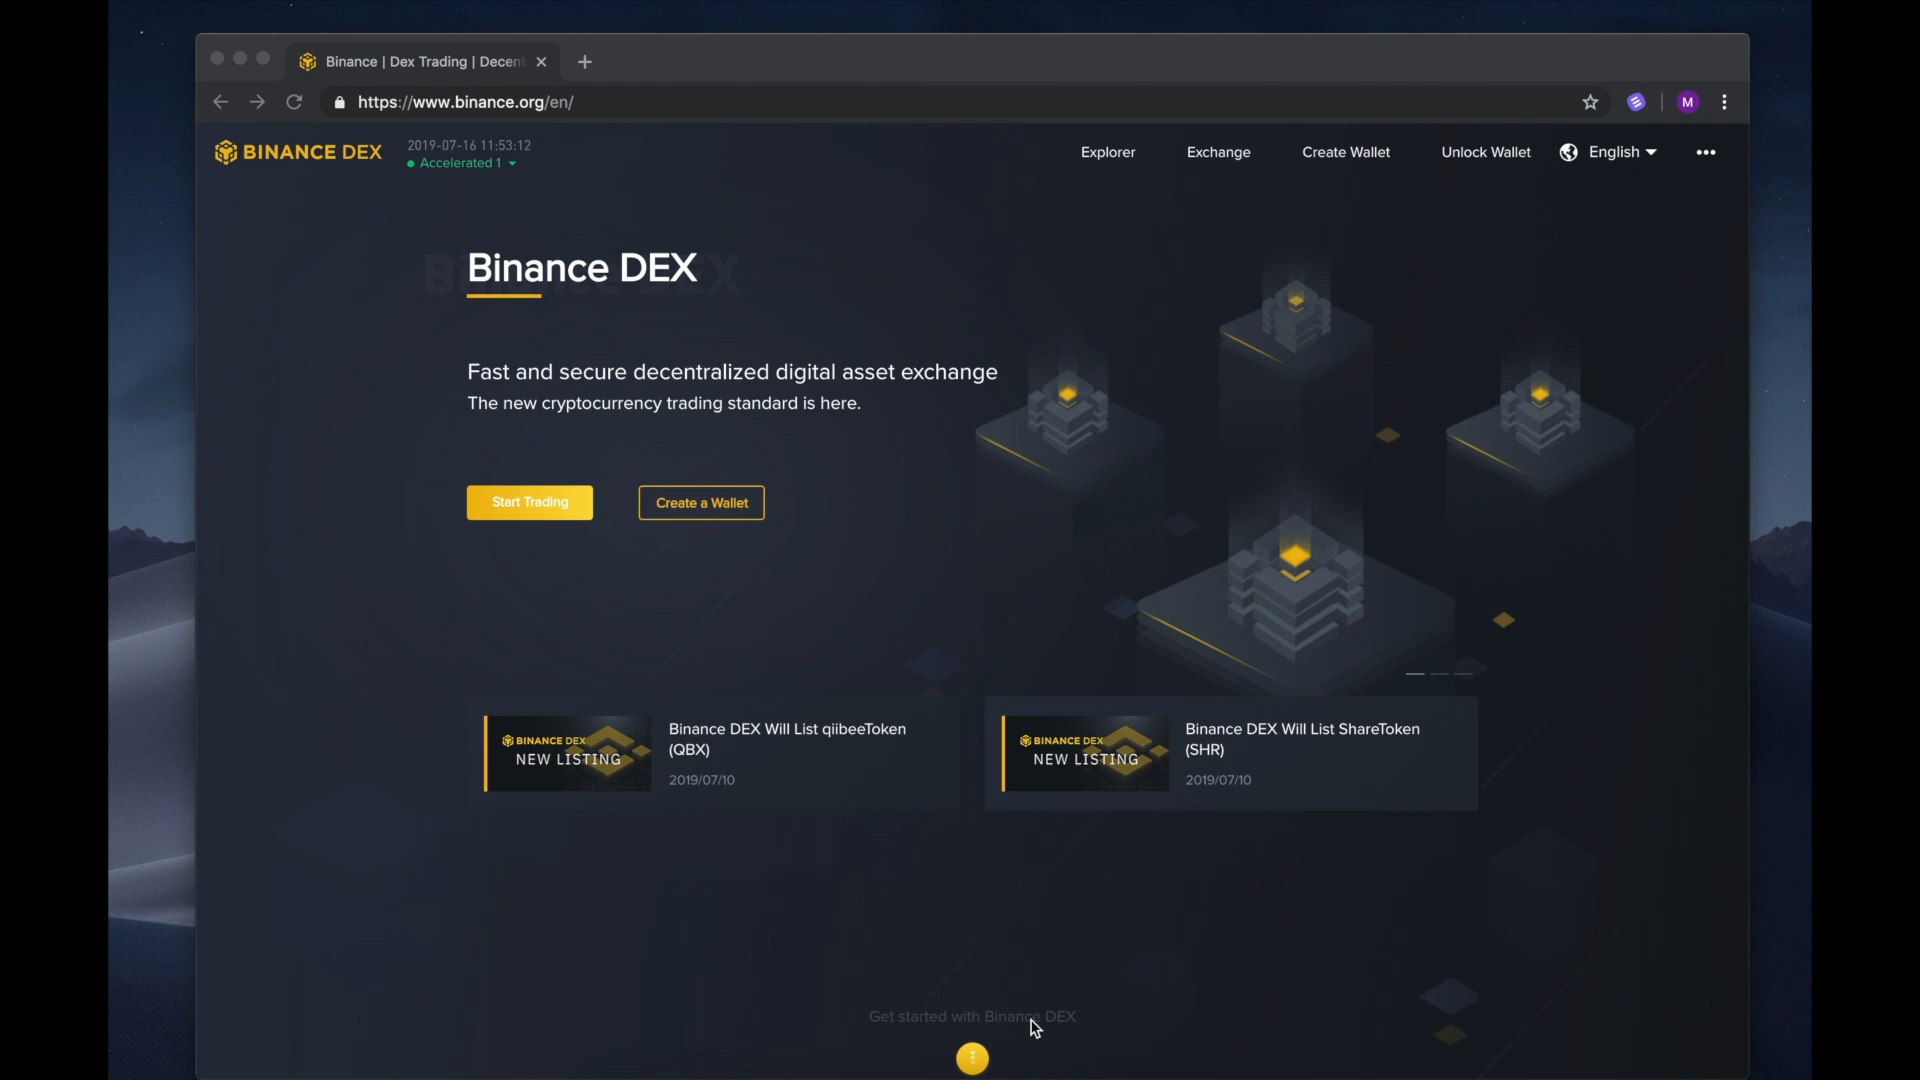 Binance | Dex Trading | Decent
https://www.binance.org/en/
M
BINANCE DEX
2019-07-16 11:53:12
Accelerated 1
Explorer
Exchange
Create Wallet
Unlock Wallet
English
Binance DEX
Fast and secure decentralized digital asset exchange
The new cryptocurrency trading standard is here.
Start Trading
Create a Wallet
BINANCE DEX
NEW LISTING
Binance DEX Will List qiibeeToken
(QBX)
2019/07/10
BINANCE DEX
NEW LISTING
Binance DEX Will List ShareToken
(SHR)
2019/07/10
Get started with Binance DEX